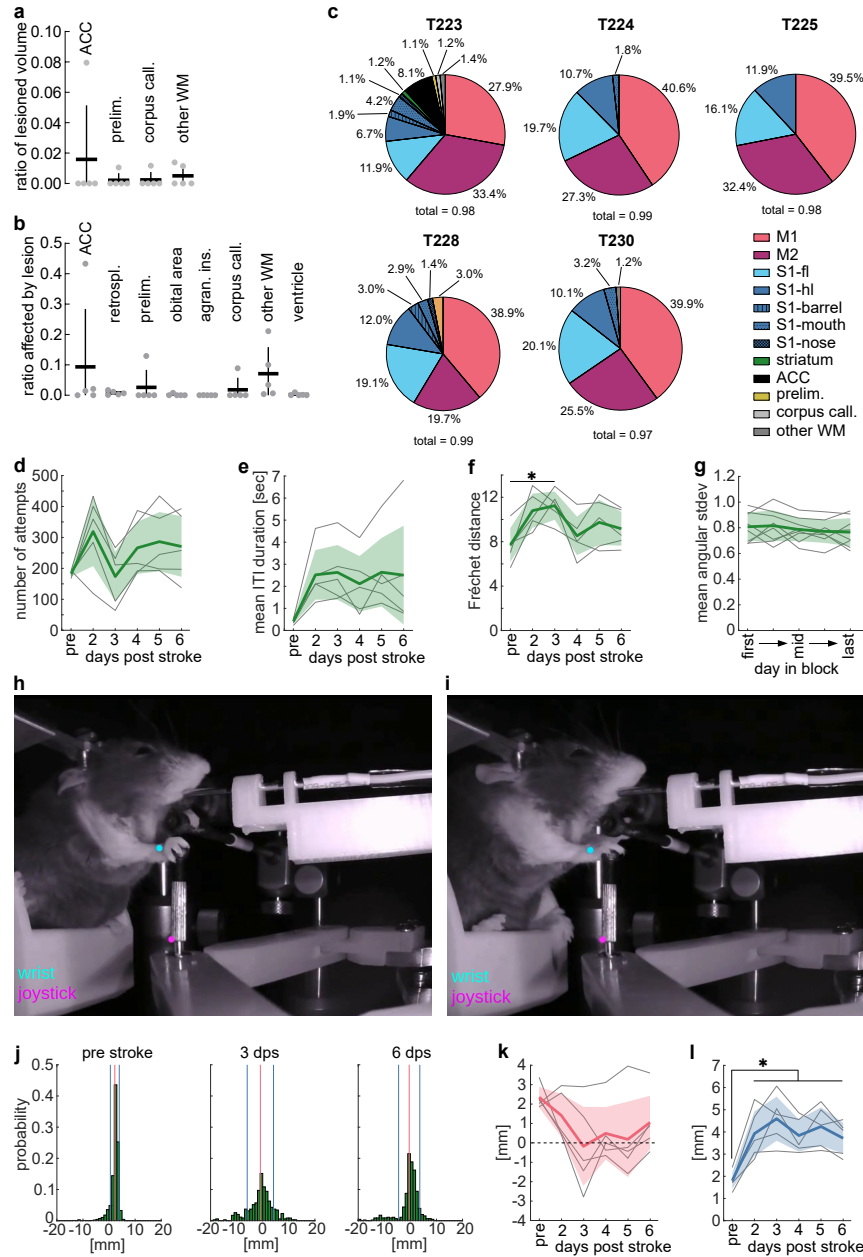 a
ratio of lesioned volume
0.10
0.08
0.06
0.04
0.02
0.00
ACC
prelim.
corpus call.
other WM
b
ratio affected by lesion
0.5
0.4
0.3
0.2
0.1
0.0
ACC
retrospl.
prelim.
obital area
agran. ins.
corpus call.
other WM
ventricle
c
T223
27.9%
33.4%
11.9%
6.7%
1.9%
4.2%
1.1%
1.2%
8.1%
1.1%
1.2%
1.4%
total = 0.98
T224
40.6%
27.3%
19.7%
10.7%
1.8%
total = 0.99
T225
39.5%
32.4%
16.1%
11.9%
total = 0.98
T228
38.9%
19.7%
19.1%
12.0%
3.0%
2.9%
1.4%
3.0%
total = 0.99
T230
39.9%
25.5%
20.1%
10.1%
3.2%
1.2%
total = 0.97
M1
M2
S1-fl
S1-hl
S1-barrel
S1-mouth
S1-nose
striatum
ACC
prelim.
corpus call.
other WM
d
number of attempts
500
400
300
200
100
0
pre 2 3 4 5 6
days post stroke
e
mean ITI duration [sec]
7
6
5
4
3
2
1
0
pre 2 3 4 5 6
days post stroke
f
Fréchet distance
12
8
4
0
*
pre 2 3 4 5 6
days post stroke
g
mean angular stdev
1.2
1.0
0.8
0.6
0.4
0.2
0
first mid last
day in block
h
wrist
joystick
i
wrist
joystick
j
probability
0.5
0.4
0.3
0.2
0.1
0
pre stroke
-20 -10 0 10 20
[mm]
3 dps
-20 -10 0 10 20
[mm]
6 dps
-20 -10 0 10 20
[mm]
k
[mm]
4
3
2
1
0
-1
-2
-3
-4
pre 2 3 4 5 6
days post stroke
l
[mm]
7
6
5
4
3
2
1
0
*
pre 2 3 4 5 6
days post stroke